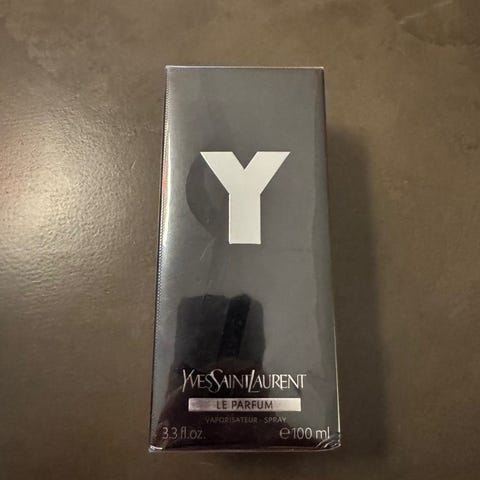 Y
YVESSAINTLAURENT
LE PARFUM
VAPORISATEUR - SPRAY
3.3 fl.oz. ℮100 ml